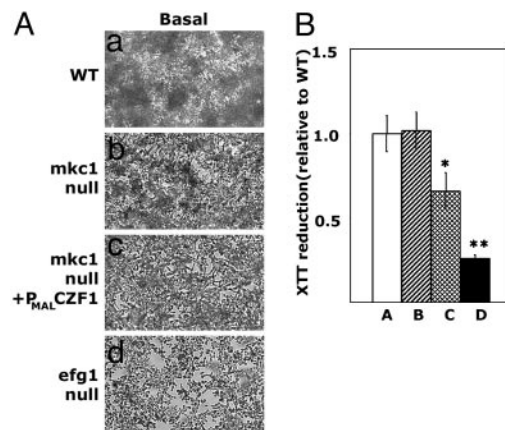 A
Basal
a
WT
b
mkc1
null
c
mkc1
null
+PMALCZF1
d
efg1
null
B
XTT reduction(relative to WT)
1.5
1.0
0.5
*
**
A B C D